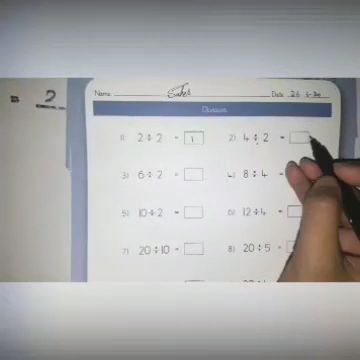 = 2
Name Date 26
Division
1) 2 ÷ 2 = 1 2) 4 ÷ 2 =
3) 6 ÷ 2 = 4) 8 ÷ 4 =
5) 10 ÷ 2 = 6) 12 ÷ 4 =
7) 20 ÷ 10 = 8) 20 ÷ 5 =